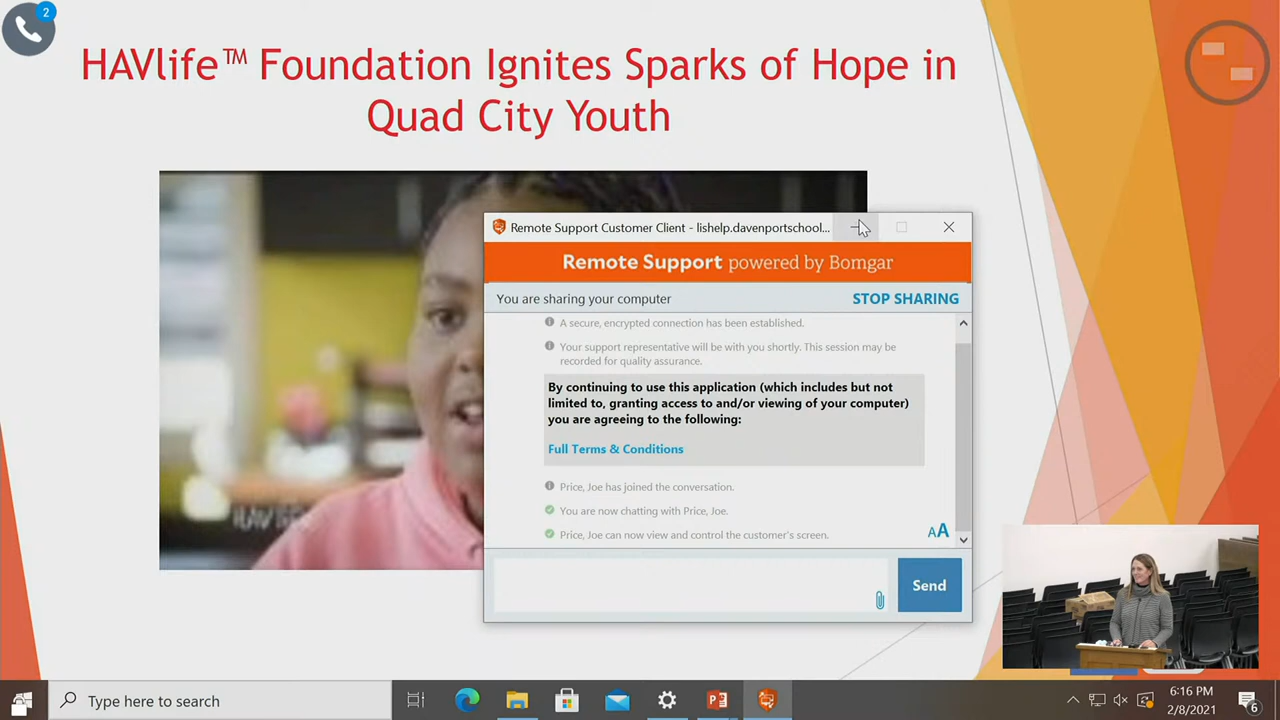 2
HAVlife™ Foundation Ignites Sparks of Hope in
Quad City Youth
Remote Support Customer Client - lishelp.davenportschool...
Remote Support powered by Bomgar
You are sharing your computer
STOP SHARING
A secure, encrypted connection has been established.
Your support representative will be with you shortly. This session may be
recorded for quality assurance.
By continuing to use this application (which includes but not
limited to, granting access to and/or viewing of your computer)
you are agreeing to the following:
Full Terms & Conditions
Price, Joe has joined the conversation.
You are now chatting with Price, Joe.
Price, Joe can now view and control the customer's screen.
AA
Send
Type here to search
6:16 PM
2/8/2021
6